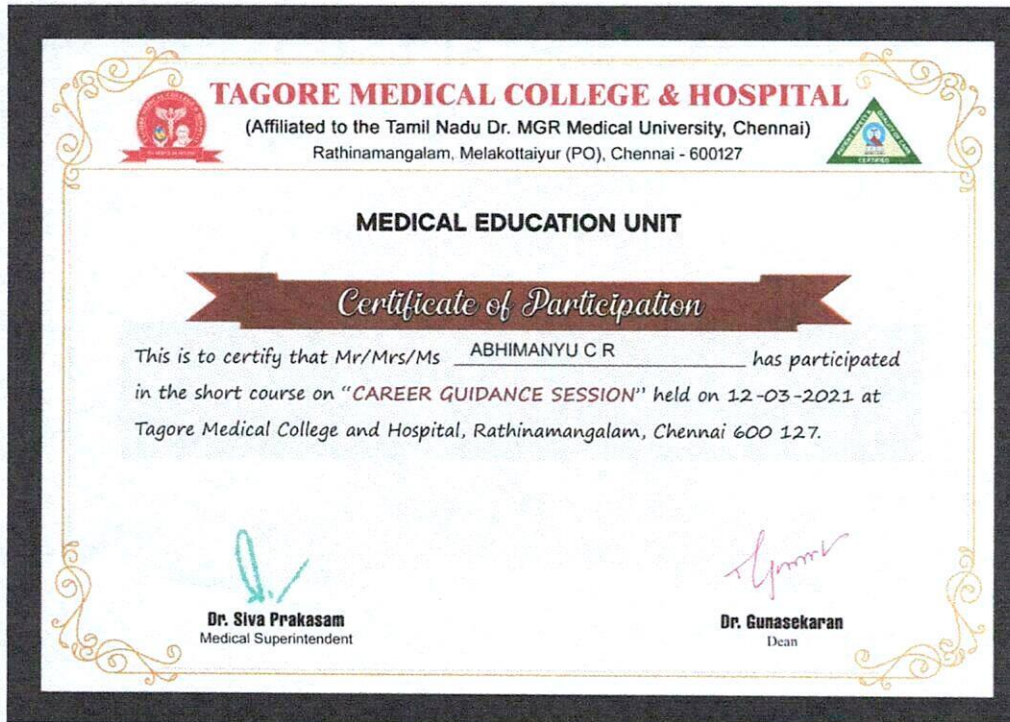 TAGORE MEDICAL COLLEGE & HOSPITAL
(Affiliated to the Tamil Nadu Dr. MGR Medical University, Chennai)
Rathinamangalam, Melakottaiyur (PO), Chennai - 600127
MEDICAL EDUCATION UNIT
Certificate of Participation
This is to certify that Mr/Mrs/Ms ABHIMANYU C R has participated
in the short course on "CAREER GUIDANCE SESSION" held on 12-03-2021 at
Tagore Medical College and Hospital, Rathinamangalam, Chennai 600 127.
Dr. Siva Prakasam
Medical Superintendent
Dr. Gunasekaran
Dean